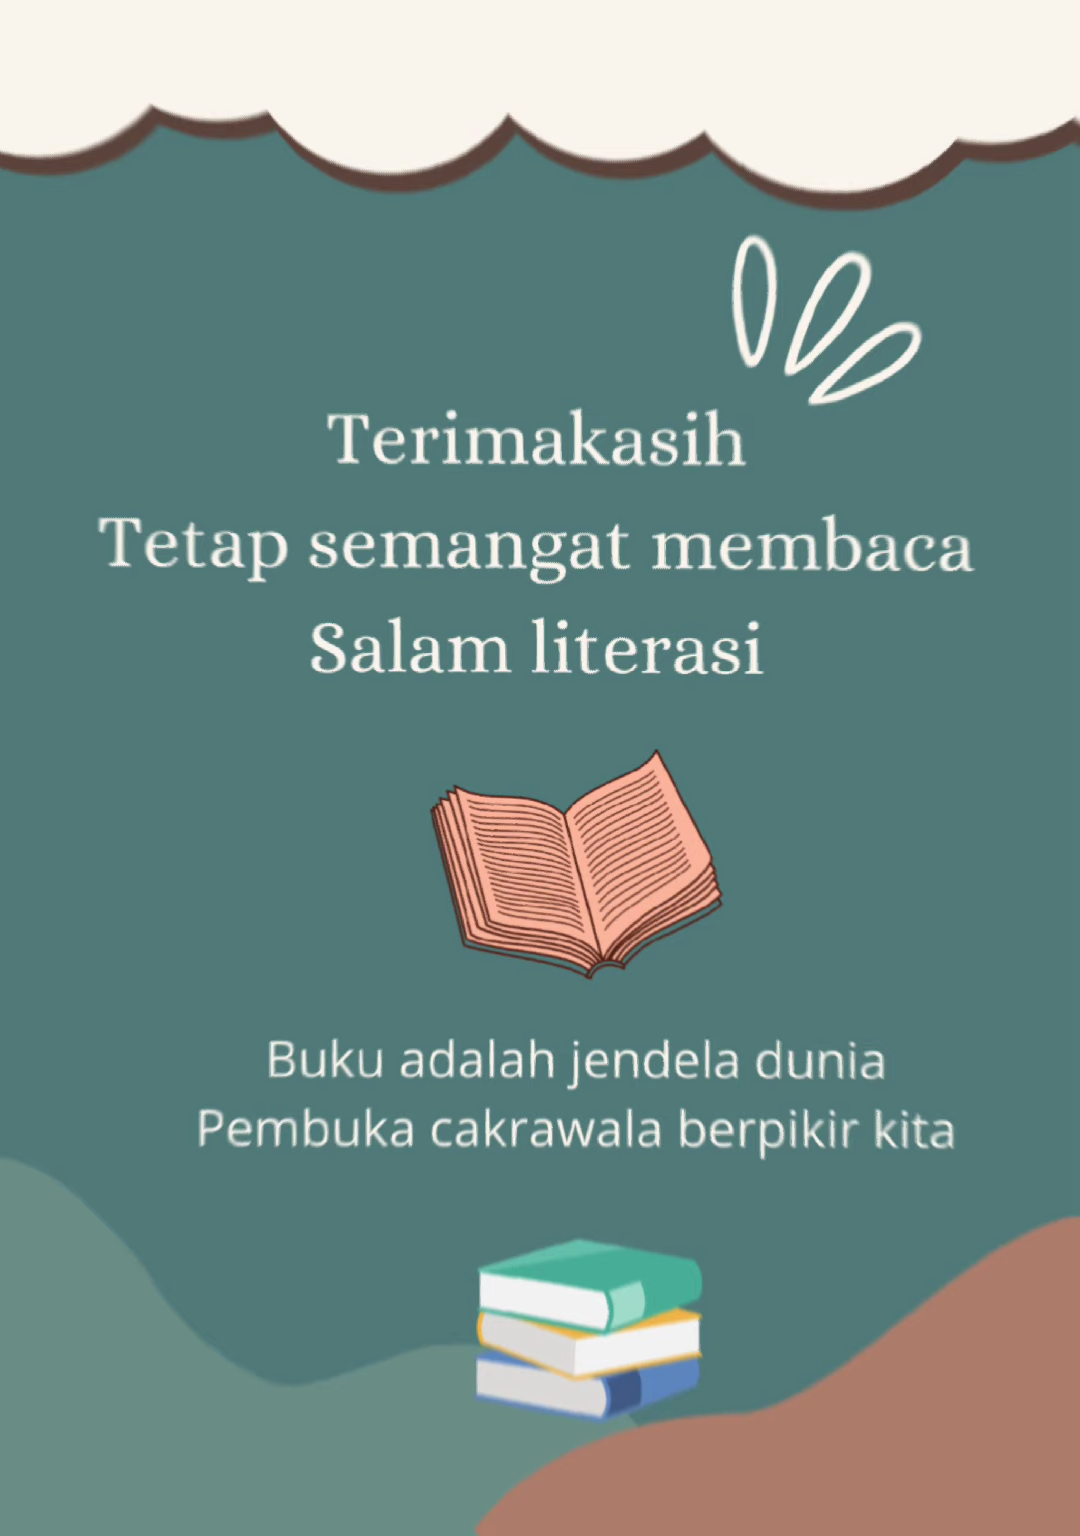 Terimakasih
Tetap semangat membaca
Salam literasi
Buku adalah jendela dunia
Pembuka cakrawala berpikir kita